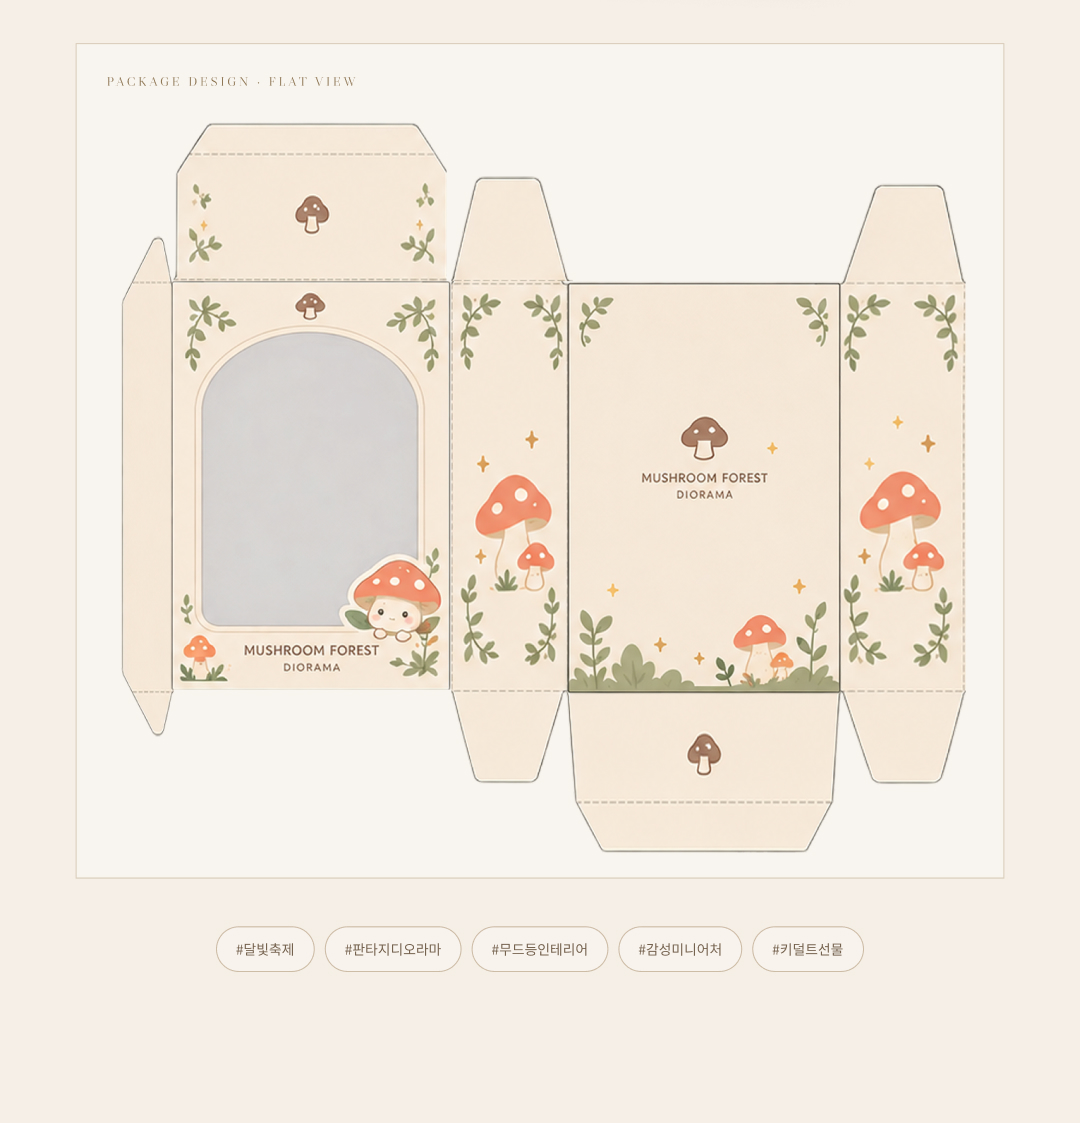 PACKAGE DESIGN · FLAT VIEW
MUSHROOM FOREST
DIORAMA
MUSHROOM FOREST
DIORAMA
#달빛축제
#판타지디오라마
#무드등인테리어
#감성미니어처
#키덜트선물